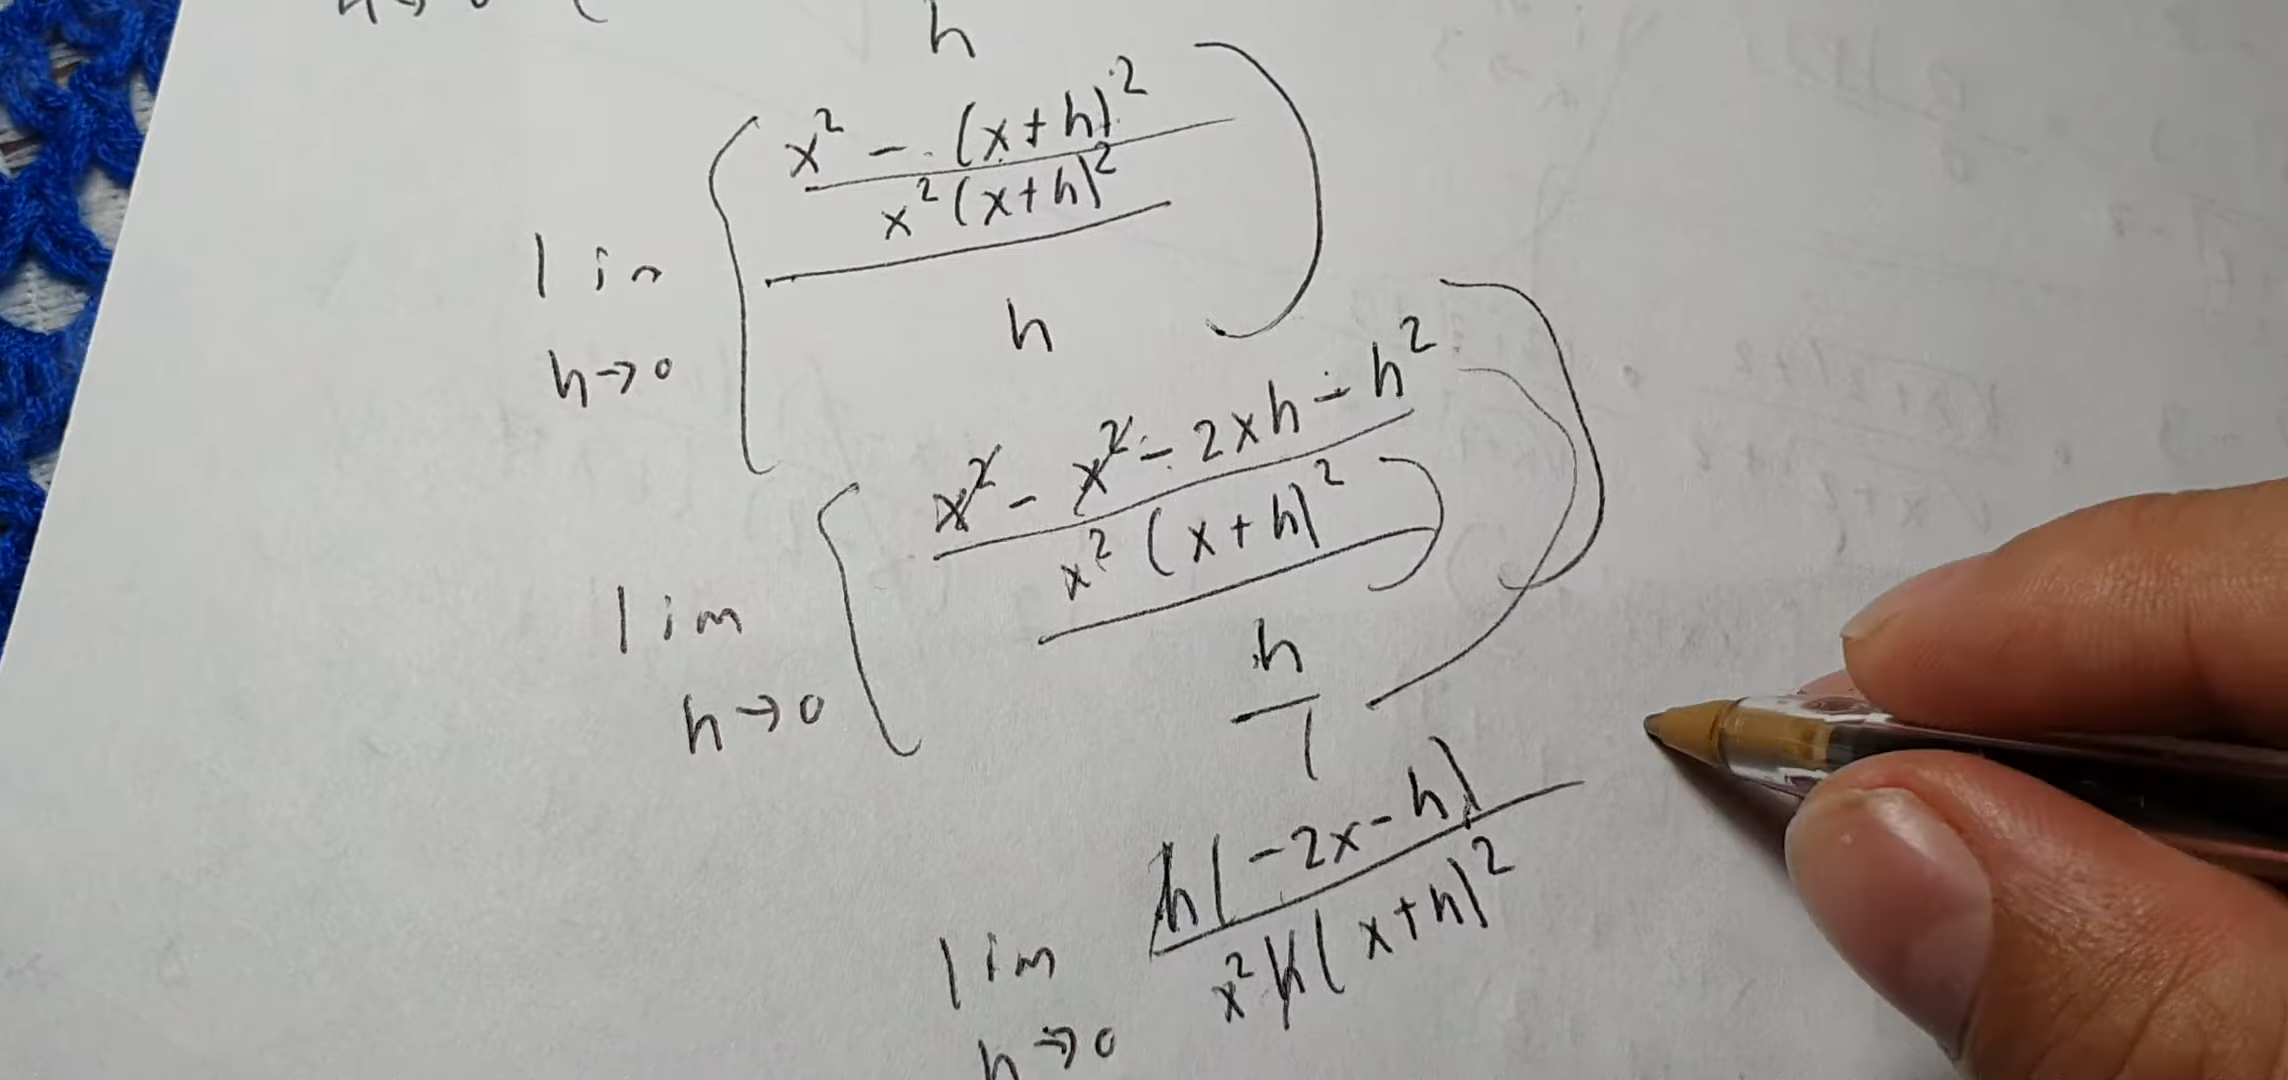 h
x² - (x+h)²
x²(x+h)²
lim
h
h→0
x² - x² - 2xh - h²
x² (x+h)²
lim
h
h→0
1
h(-2x-h)
x²h(x+h)²
lim
h→0